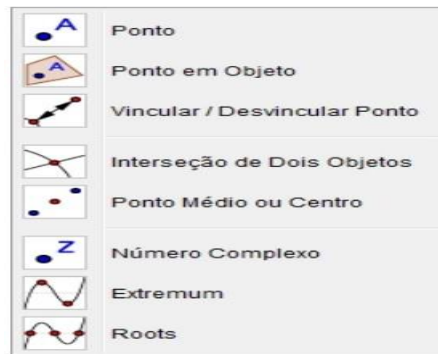 A Ponto
A Ponto em Objeto
Vincular / Desvincular Ponto
Interseção de Dois Objetos
Ponto Médio ou Centro
z Número Complexo
Extremum
Roots